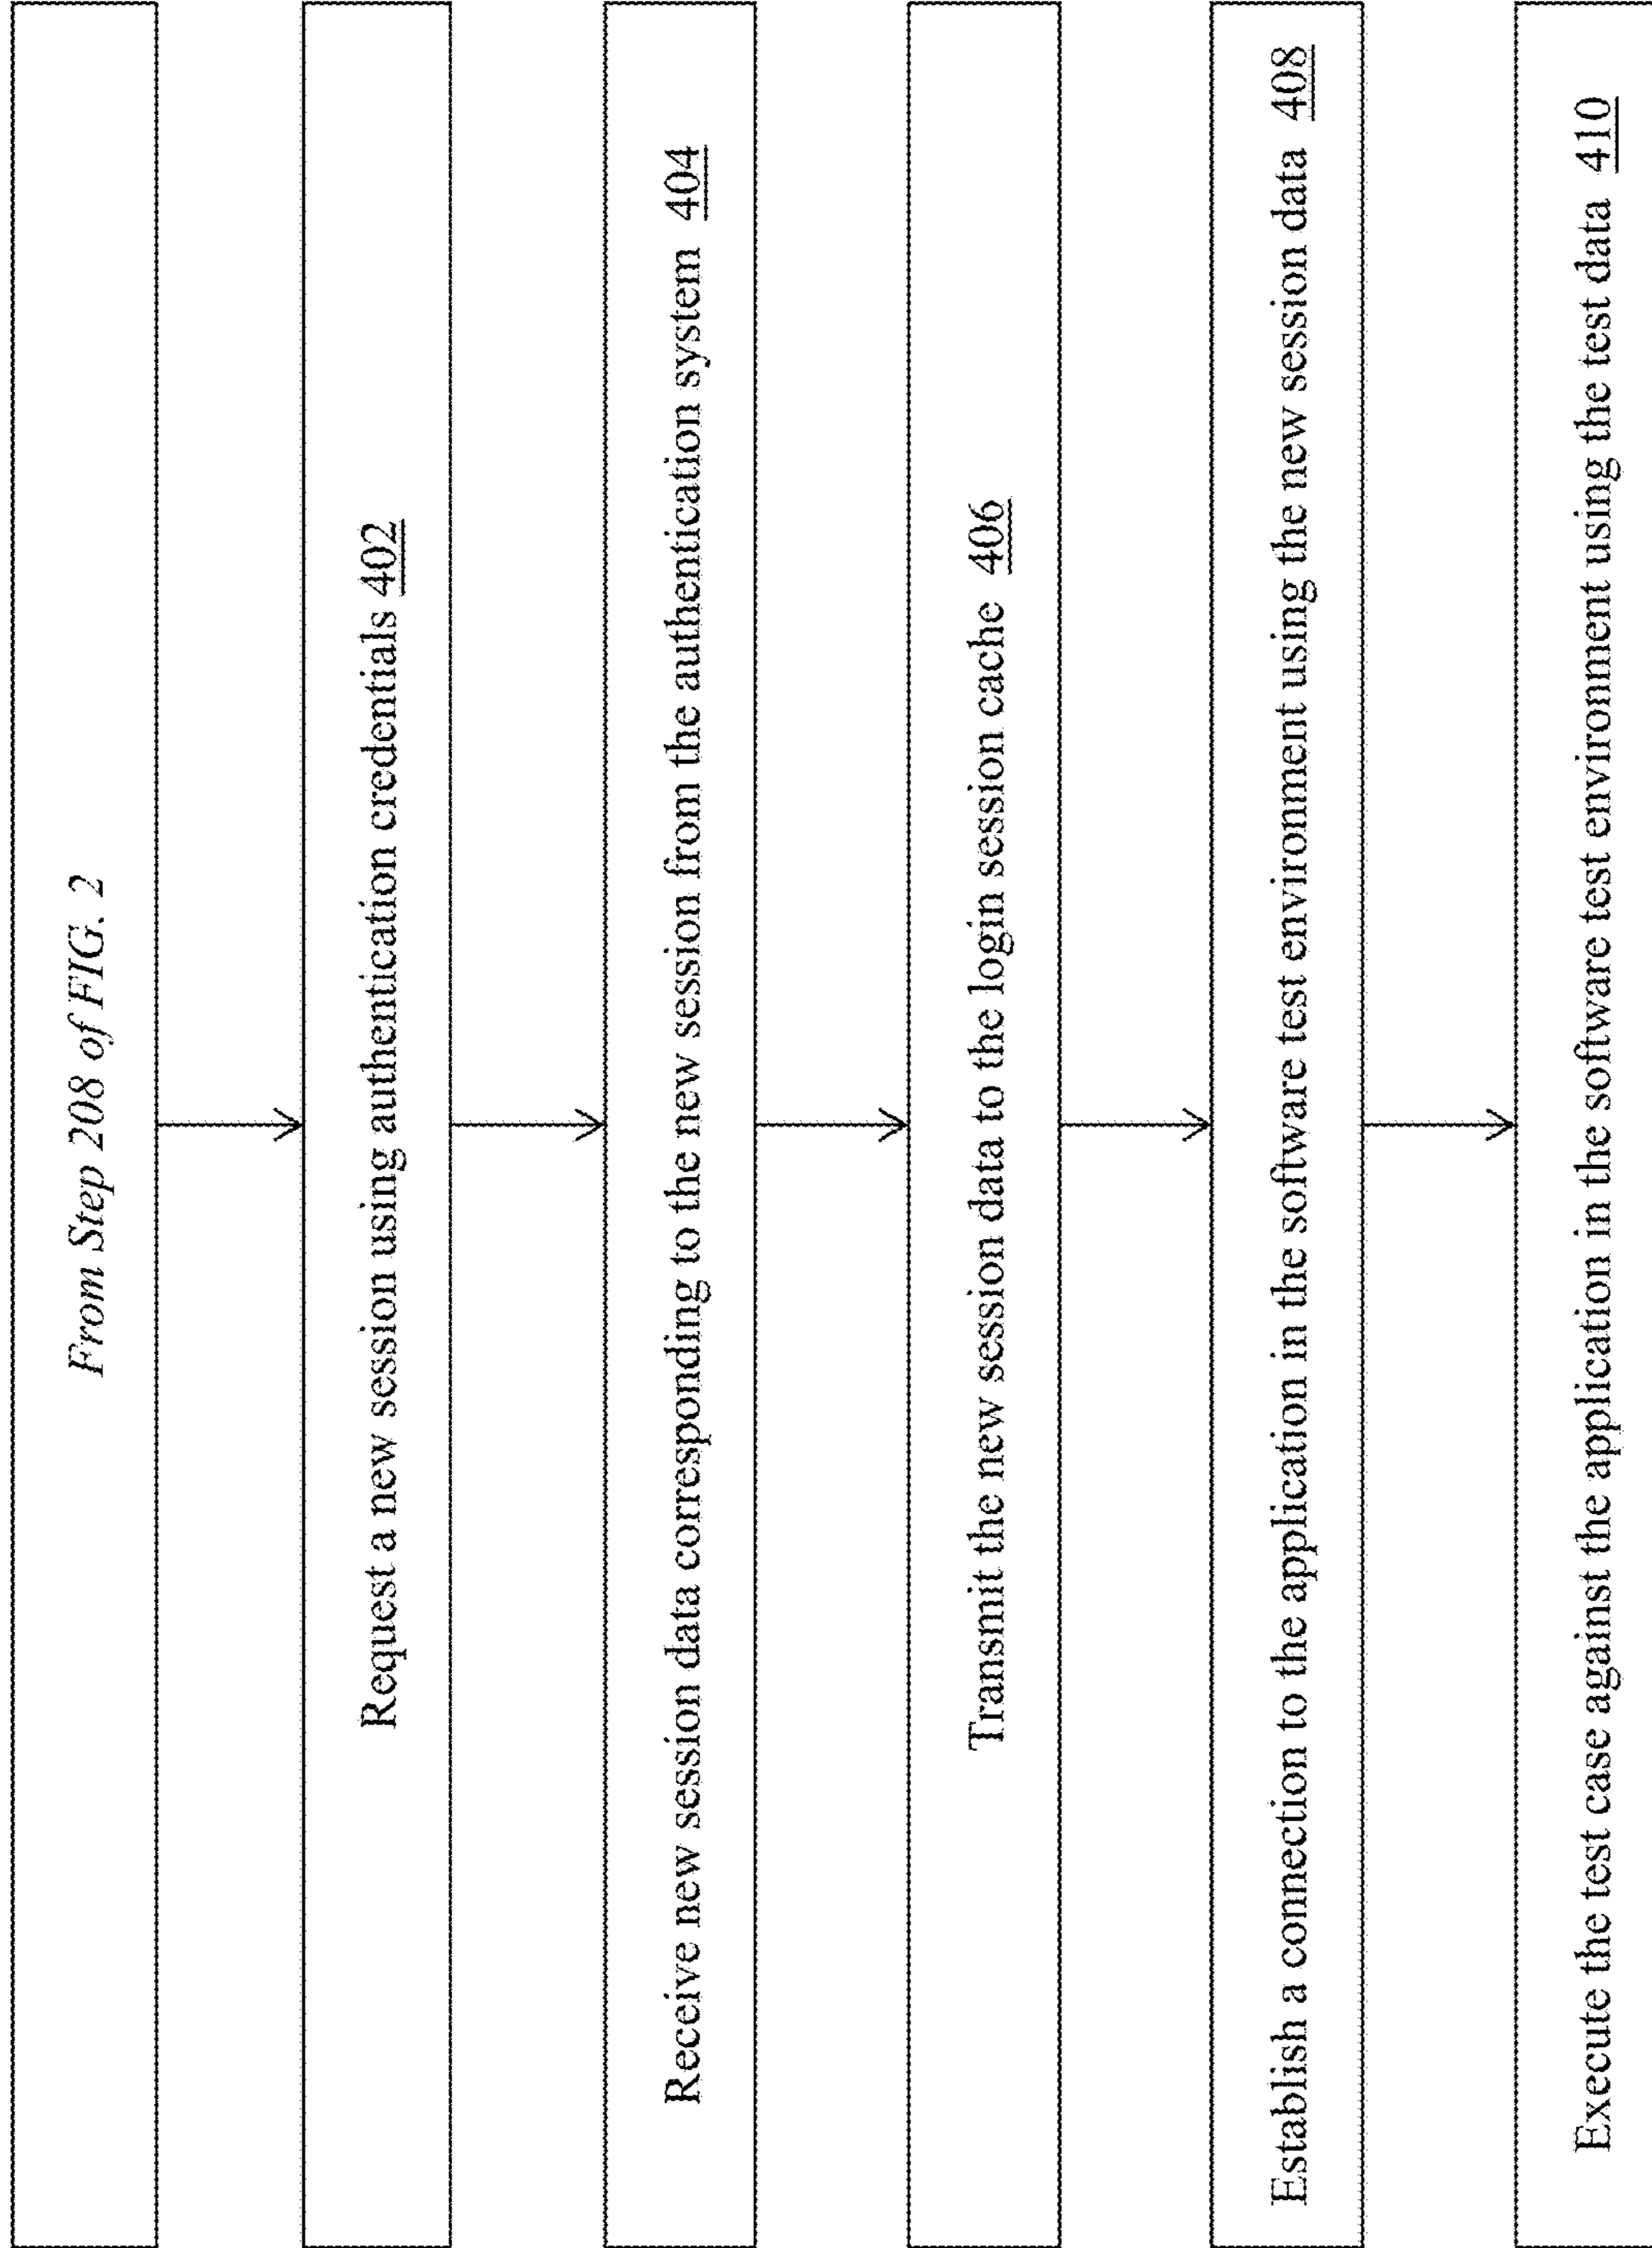 From Step 208 of FIG. 2
Request a new session using authentication credentials 402
Receive new session data corresponding to the new session from the authentication system 404
Transmit the new session data to the login session cache 406
Establish a connection to the application in the software test environment using the new session data 408
Execute the test case against the application in the software test environment using the test data 410